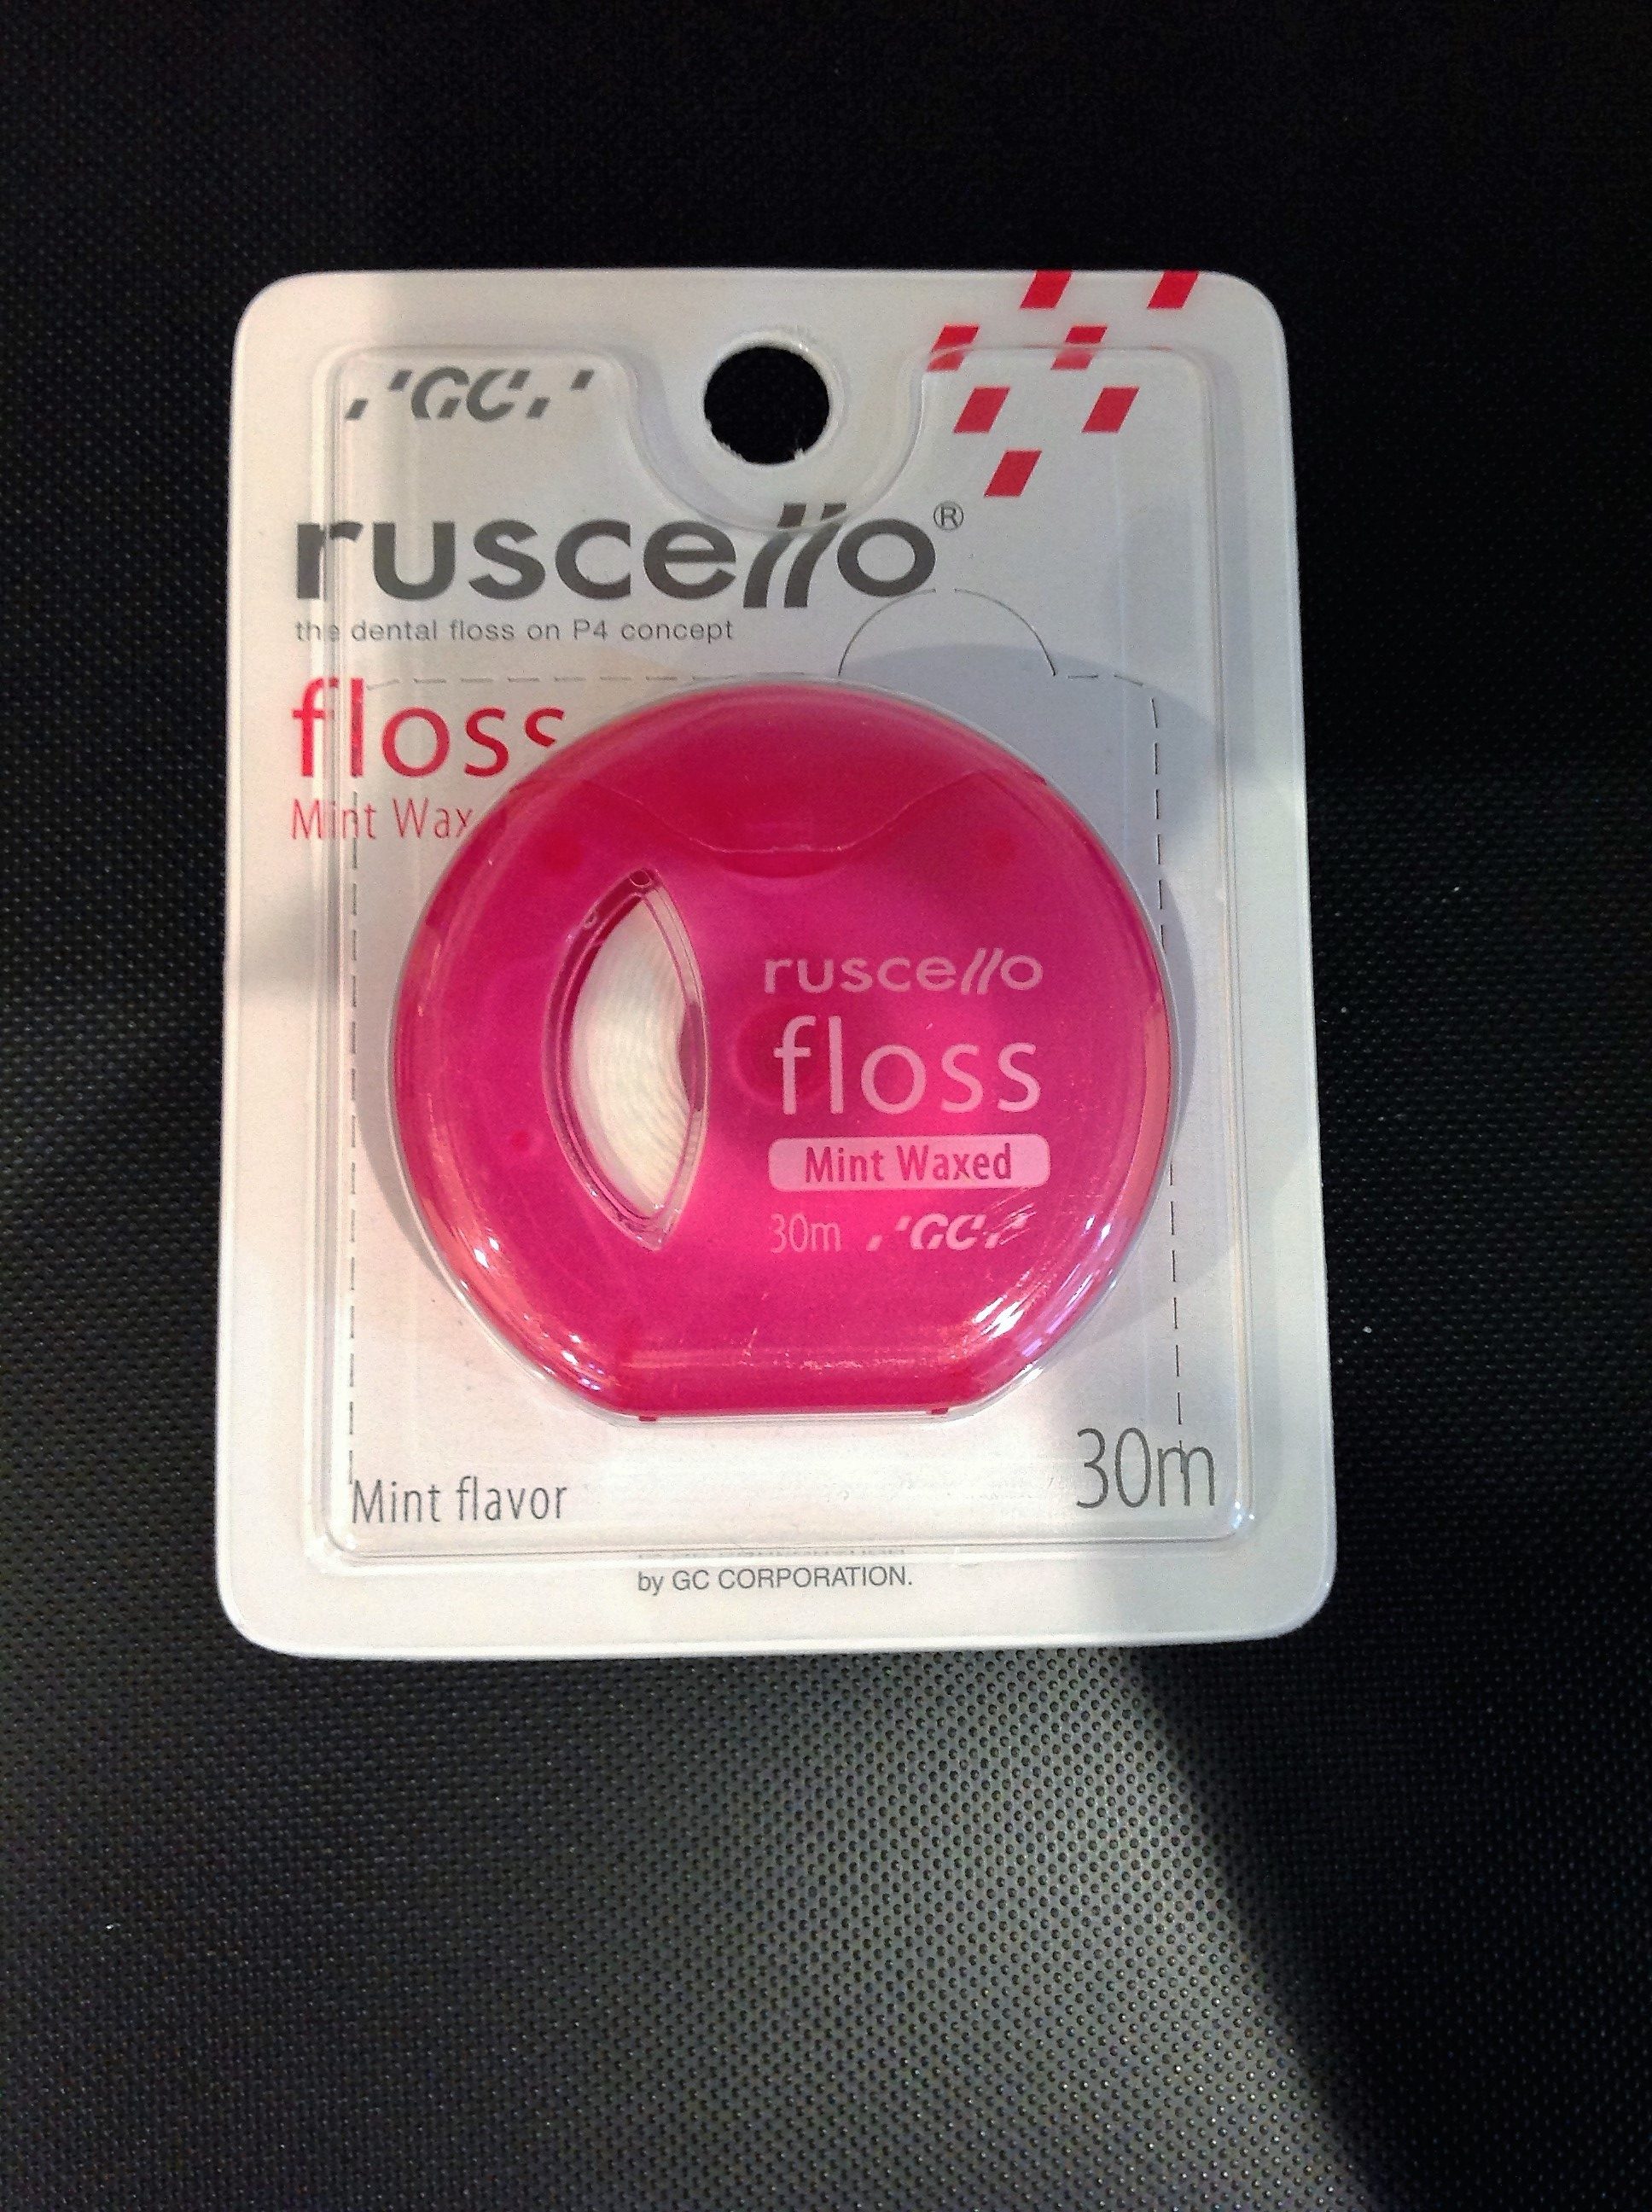 GC
ruscello®
the dental floss on P4 concept
floss
Mint Wax
ruscello
floss
Mint Waxed
30m GC
Mint flavor
30m
by GC CORPORATION.